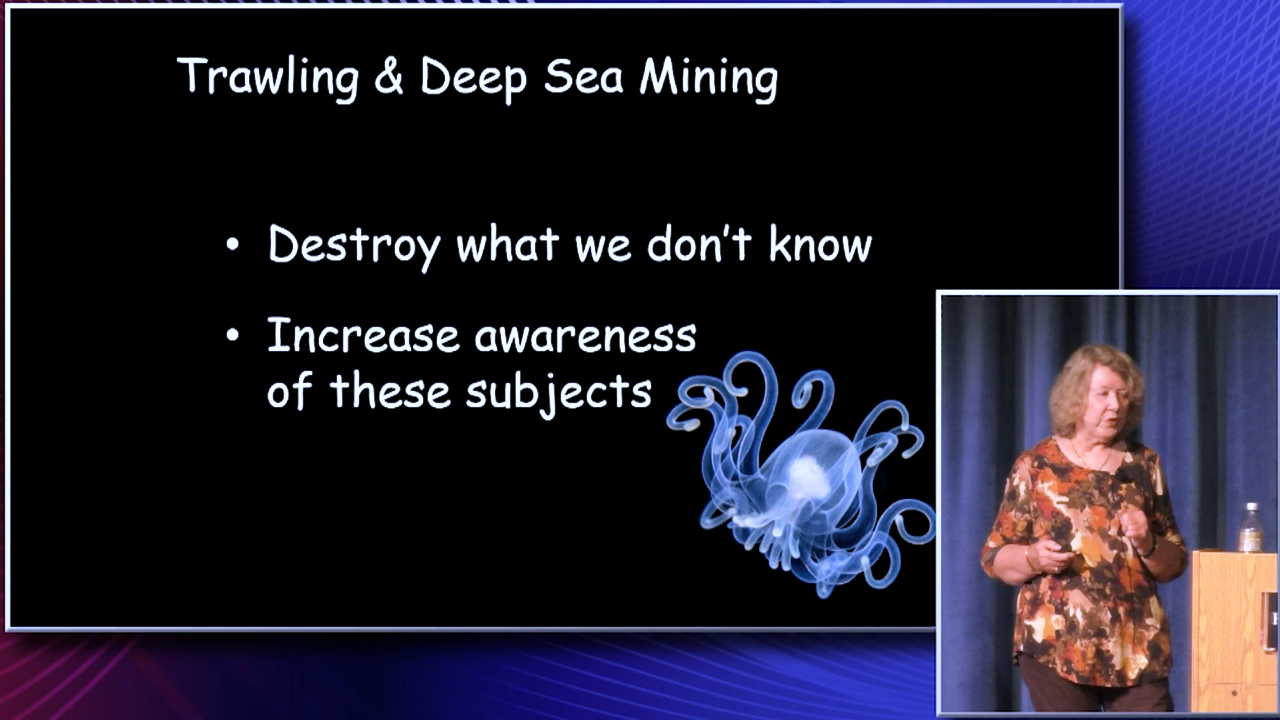 Trawling & Deep Sea Mining
• Destroy what we don't know
• Increase awareness
of these subjects